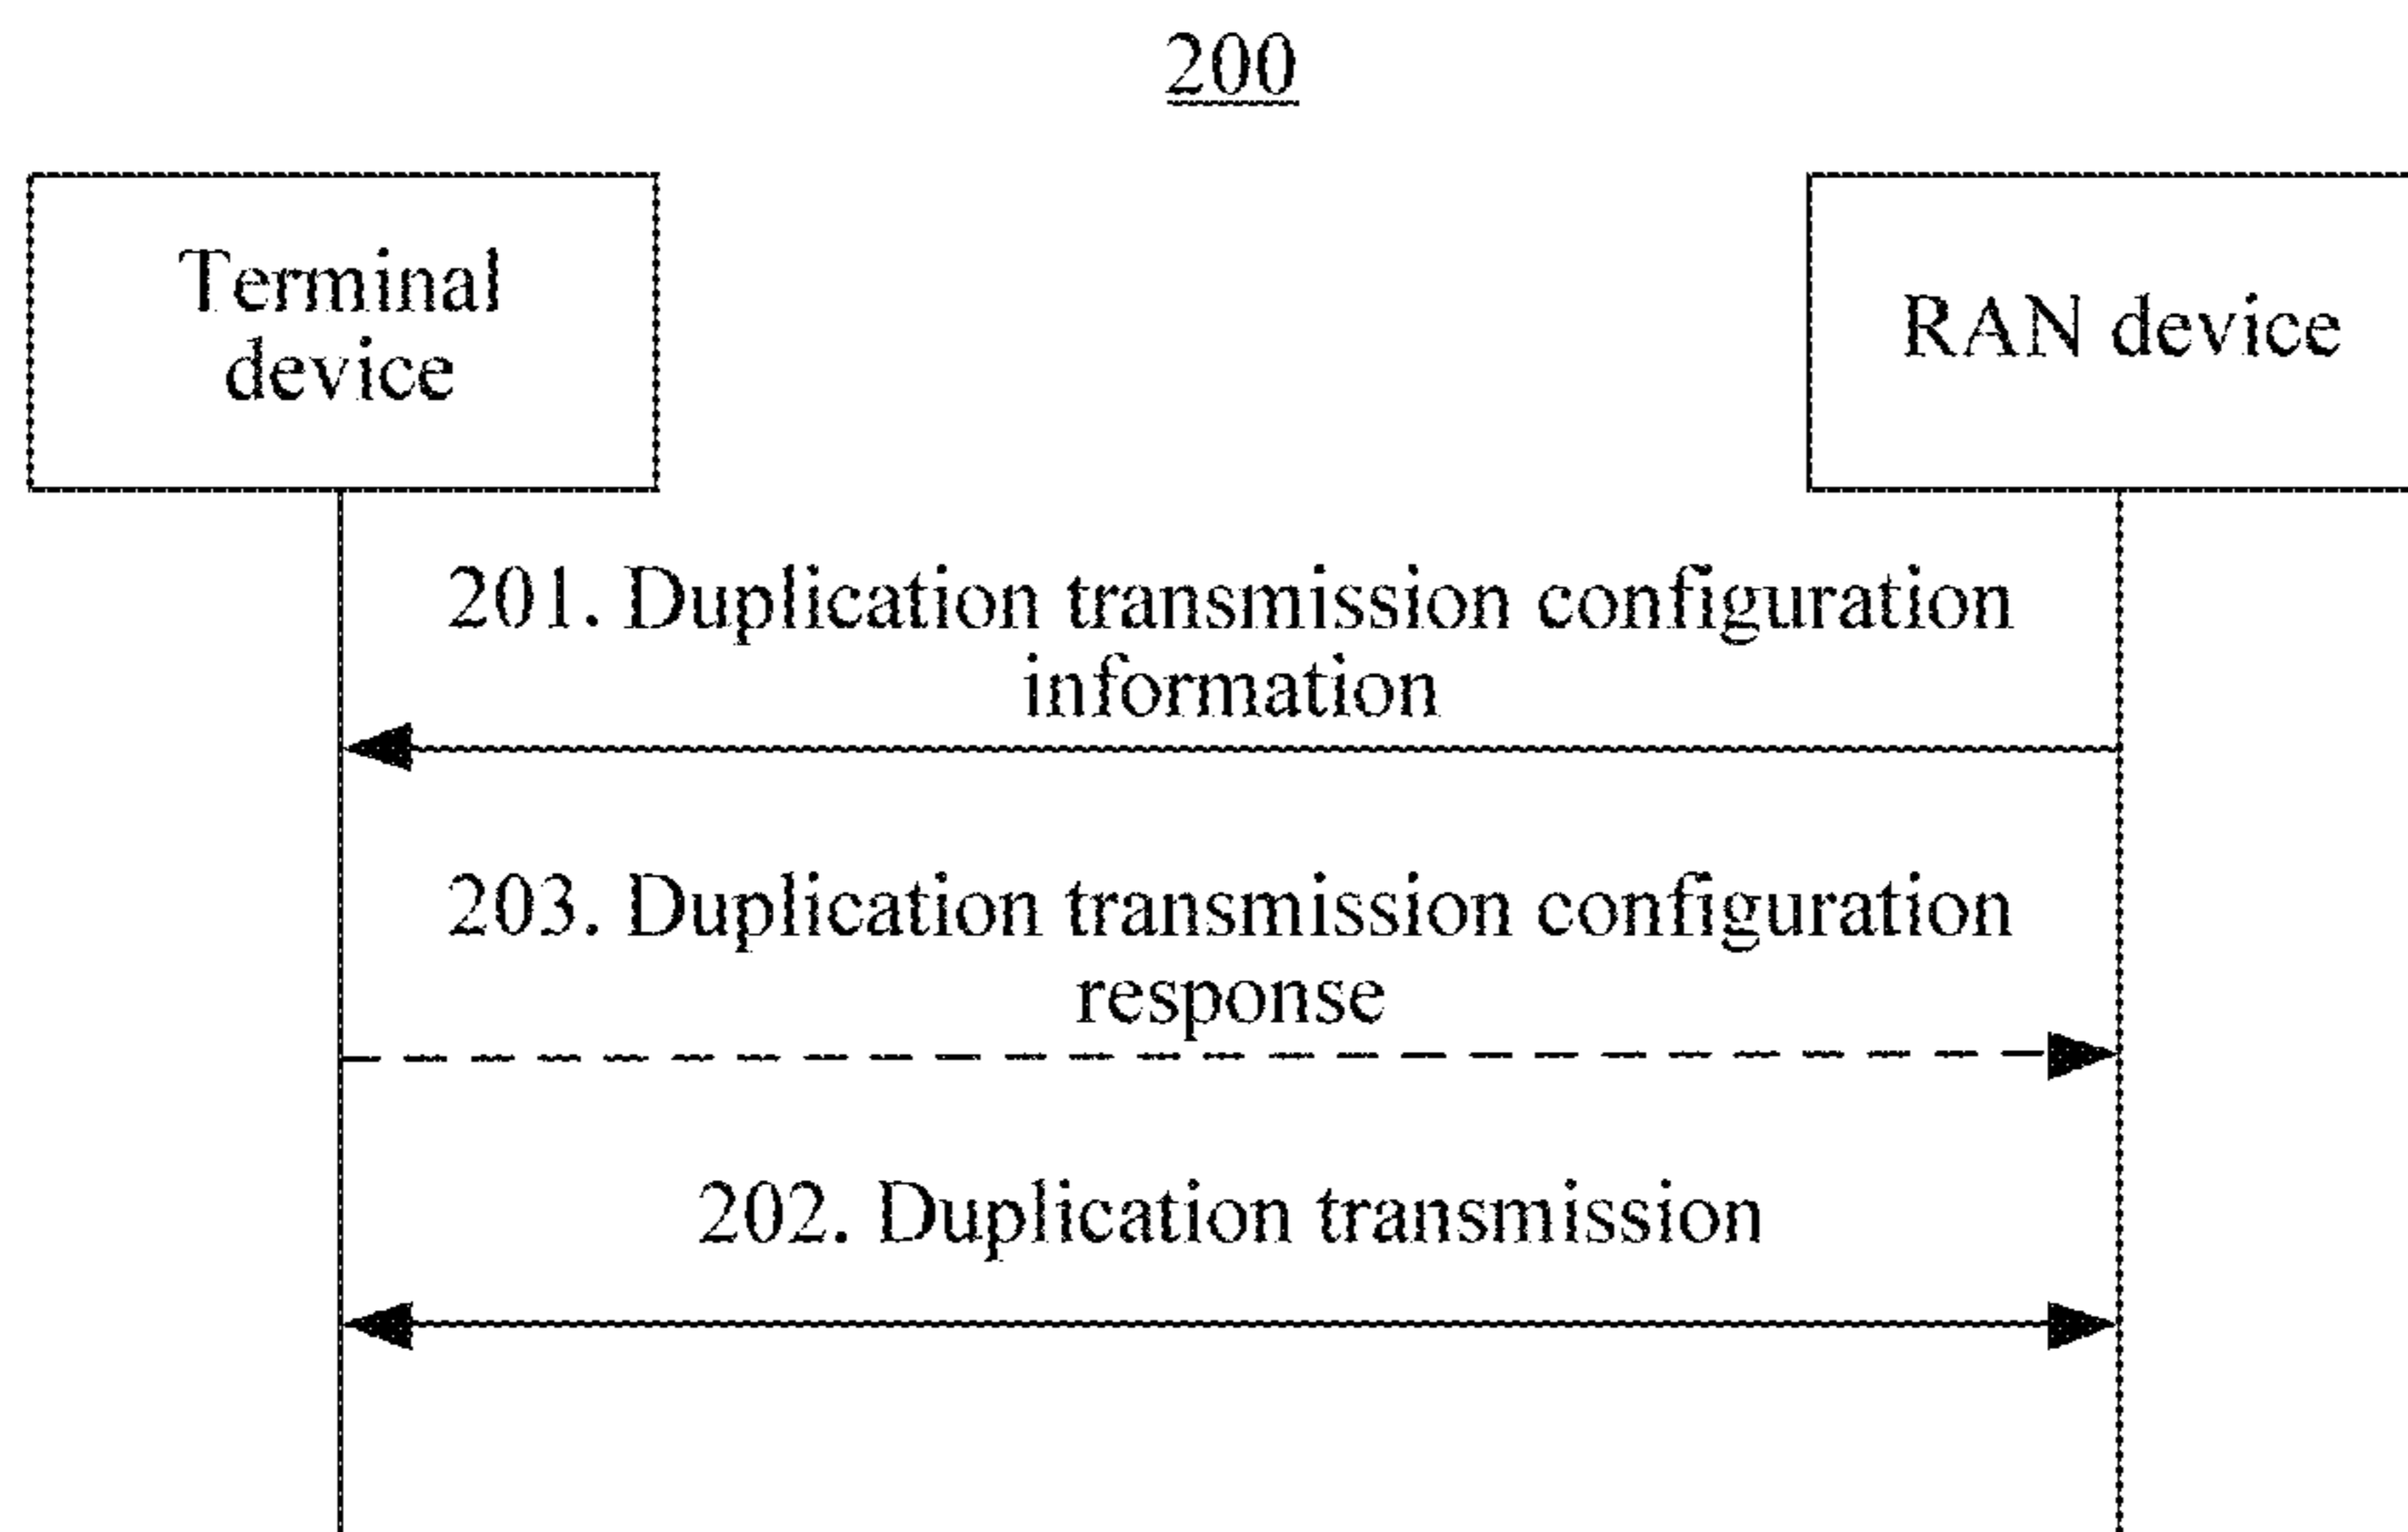 200
Terminal
device
RAN device
201. Duplication transmission configuration
information
203. Duplication transmission configuration
response
202. Duplication transmission